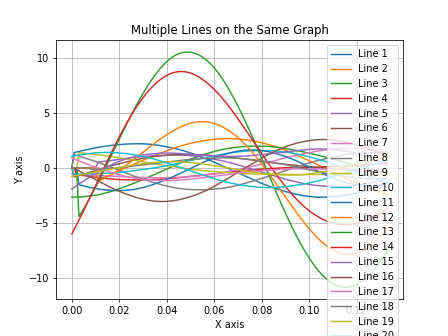 Multiple Lines on the Same Graph
10
5
0
−5
−10
Y axis
0.00
0.02
0.04
0.06
0.08
0.10
X axis
Line 1
Line 2
Line 3
Line 4
Line 5
Line 6
Line 7
Line 8
Line 9
Line 10
Line 11
Line 12
Line 13
Line 14
Line 15
Line 16
Line 17
Line 18
Line 19
Line 20